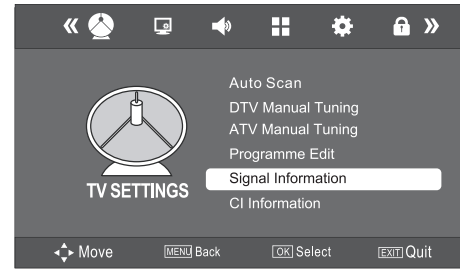 Auto Scan
DTV Manual Tuning
ATV Manual Tuning
Programme Edit
Signal Information
CI Information
TV SETTINGS
Move MENU Back OK Select EXIT Quit